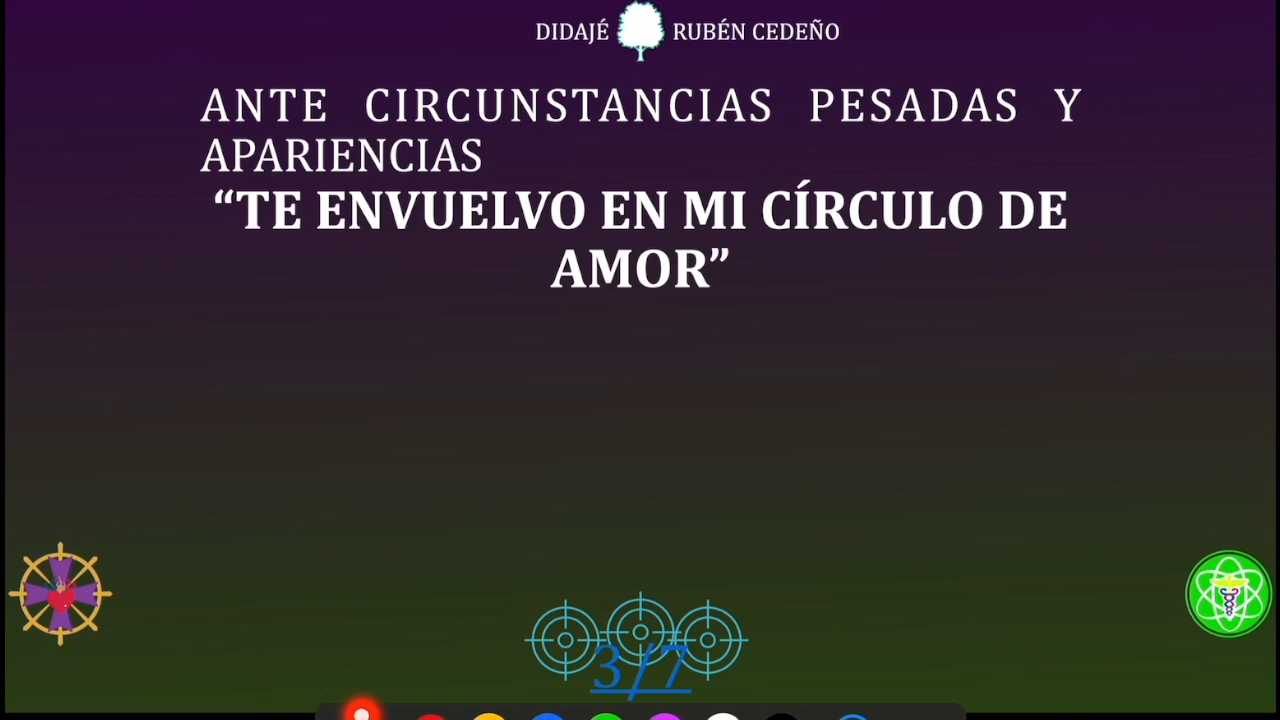 DIDAJÉ RUBÉN CEDEÑO
ANTE CIRCUNSTANCIAS PESADAS Y
APARIENCIAS
“TE ENVUELVO EN MI CÍRCULO DE
AMOR”
3/7